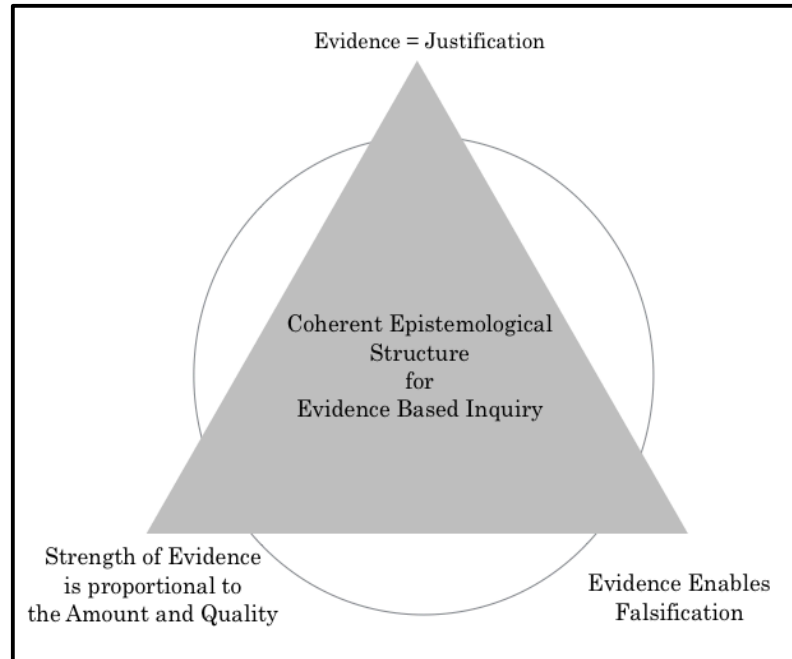 Evidence = Justification
Coherent Epistemological
Structure
for
Evidence Based Inquiry
Strength of Evidence
is proportional to
the Amount and Quality
Evidence Enables
Falsification